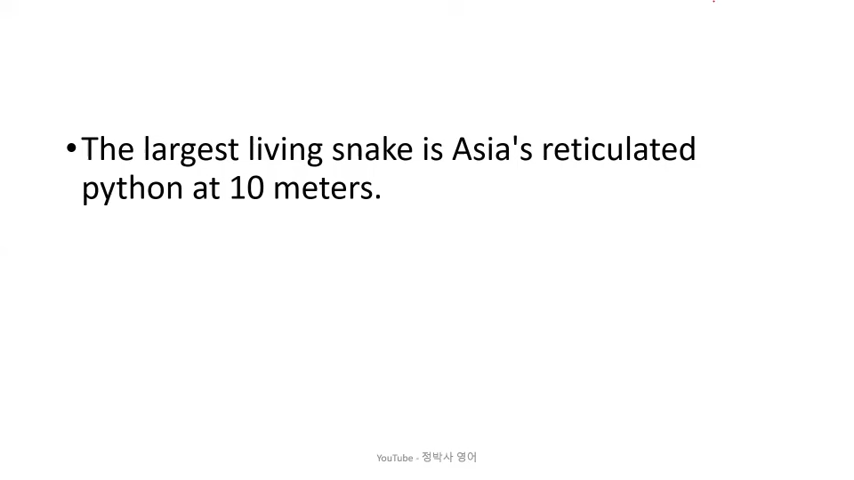 •The largest living snake is Asia's reticulated
python at 10 meters.
YouTube - 정박사 영어